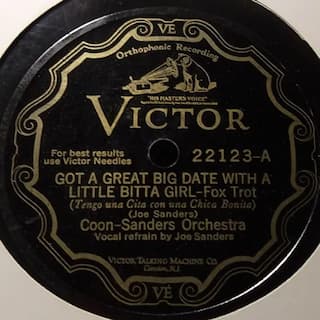 VE
Orthophonic Recording
"HIS MASTER'S VOICE"
VICTOR
For best results
use Victor Needles
22123-A
GOT A GREAT BIG DATE WITH A
LITTLE BITTA GIRL-Fox Trot
(Tengo una Cita con una Chica Bonita)
(Joe Sanders)
Coon-Sanders Orchestra
Vocal refrain by Joe Sanders
VICTOR TALKING MACHINE CO.
Camden, N.J.
VE